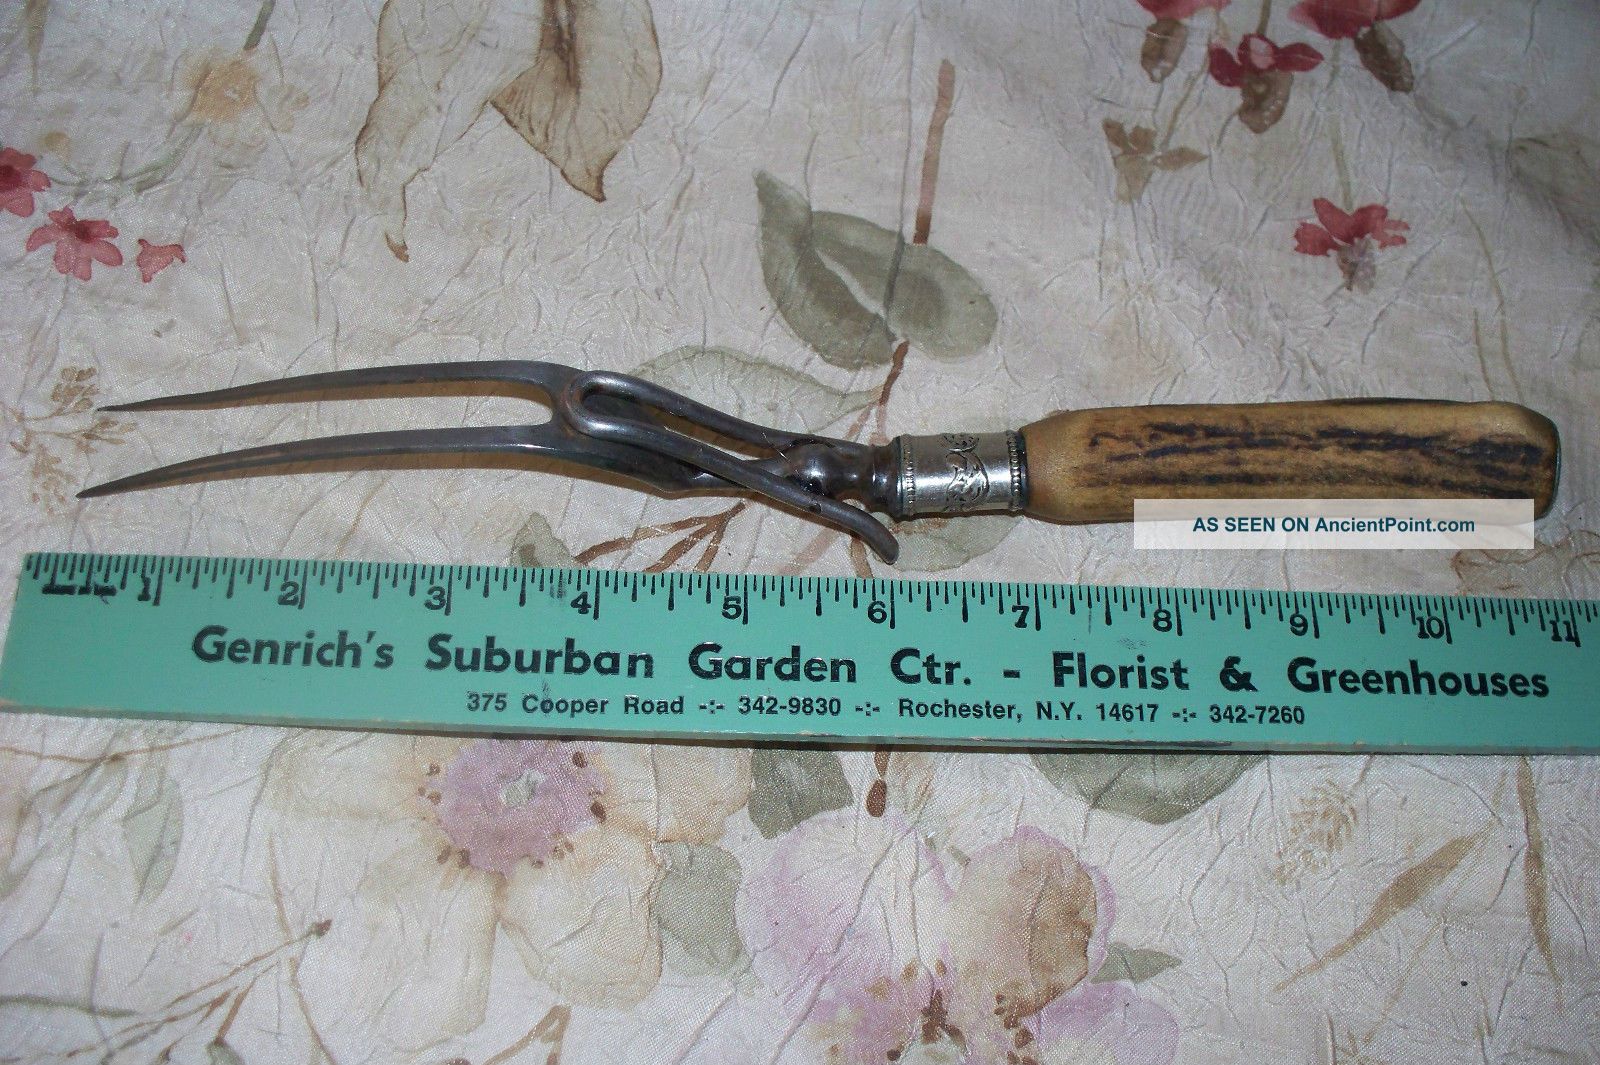 AS SEEN ON AncientPoint.com
1 2 3 4 5 6 7 8 9 10 11
Genrich's Suburban Garden Ctr. - Florist & Greenhouses
375 Cooper Road -:- 342-9830 -:- Rochester, N.Y. 14617 -:- 342-7260